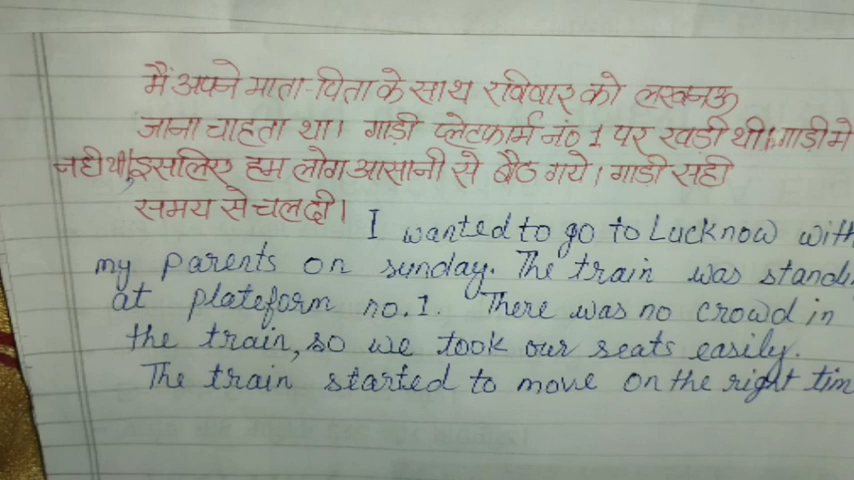 मैं अपने माता-पिता के साथ रविवार को लखनऊ
जाना चाहता था। गाड़ी प्लेटफार्म नं० 1 पर खडी थी। गाड़ी मे
नही थी, इसलिए हम लोग आसानी से बैठ गये। गाडी सही
समय से चल दी।
I wanted to go to Lucknow with
my parents on sunday. The train was standi
at plateform no.1. There was no crowd in
the train, so we took our seats easily.
The train started to move on the right tim